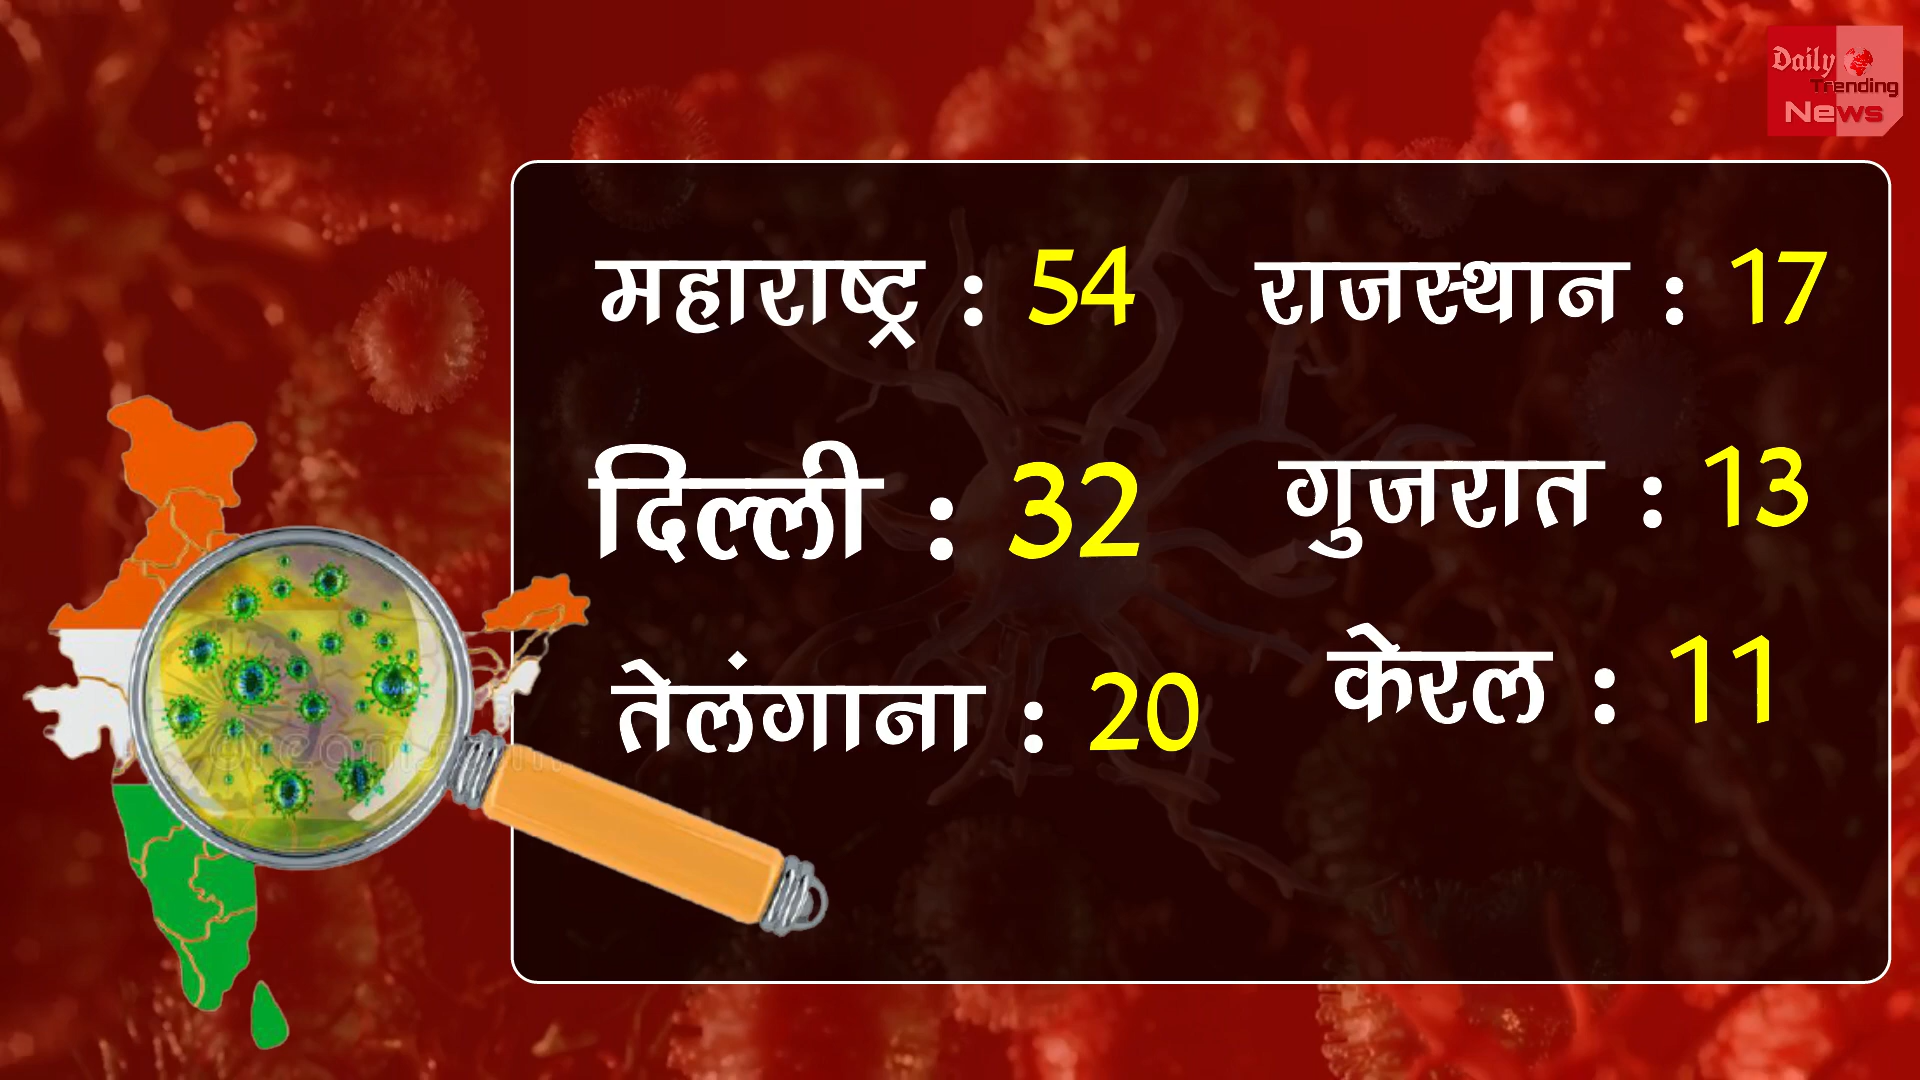 Daily
Trending
News
महाराष्ट्र : 54
राजस्थान : 17
दिल्ली : 32
गुजरात : 13
तेलंगाना : 20
केरल : 11